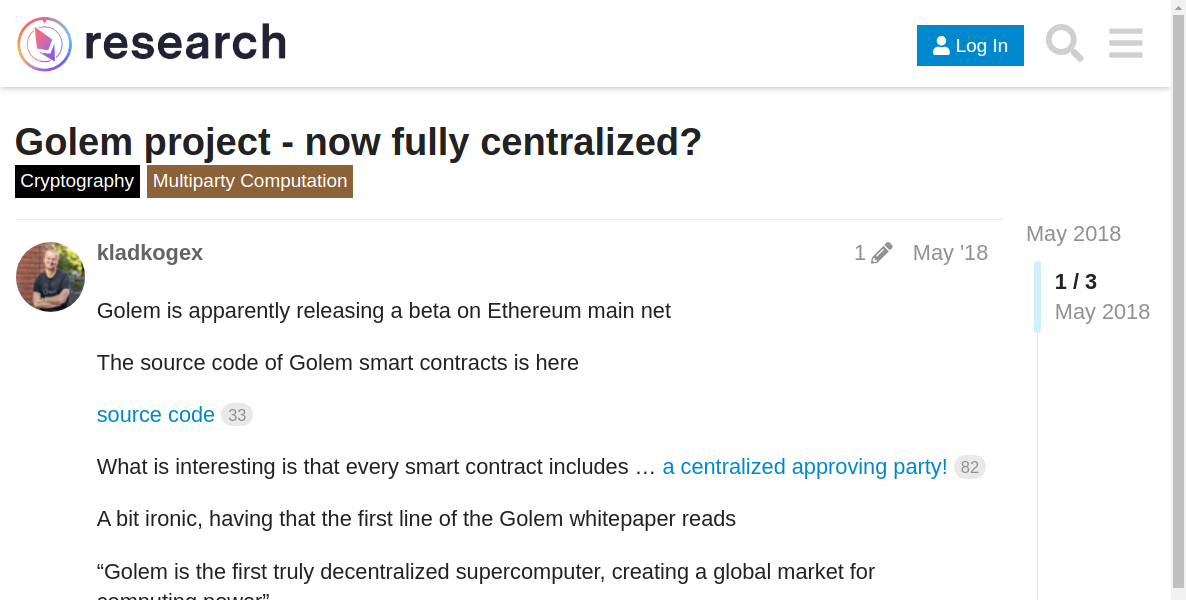 research
Log In
Golem project - now fully centralized?
Cryptography Multiparty Computation
kladkogex
1
May '18
May 2018
1 / 3
May 2018
Golem is apparently releasing a beta on Ethereum main net
The source code of Golem smart contracts is here
source code 33
What is interesting is that every smart contract includes … a centralized approving party! 82
A bit ironic, having that the first line of the Golem whitepaper reads
“Golem is the first truly decentralized supercomputer, creating a global market for
computing power”